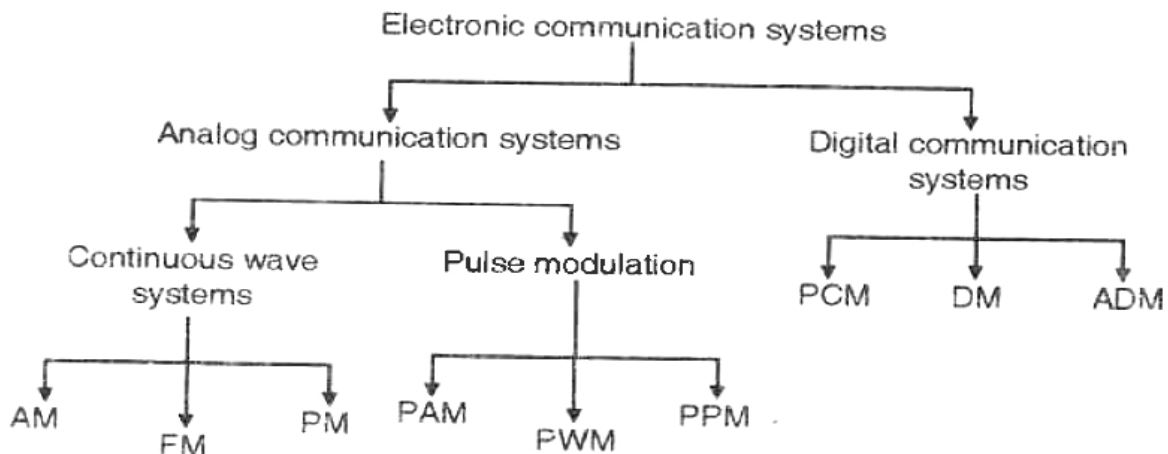 Electronic communication systems
Analog communication systems
Digital communication
systems
Continuous wave
systems
Pulse modulation
PCM
DM
ADM
AM
FM
PM
PAM
PWM
PPM